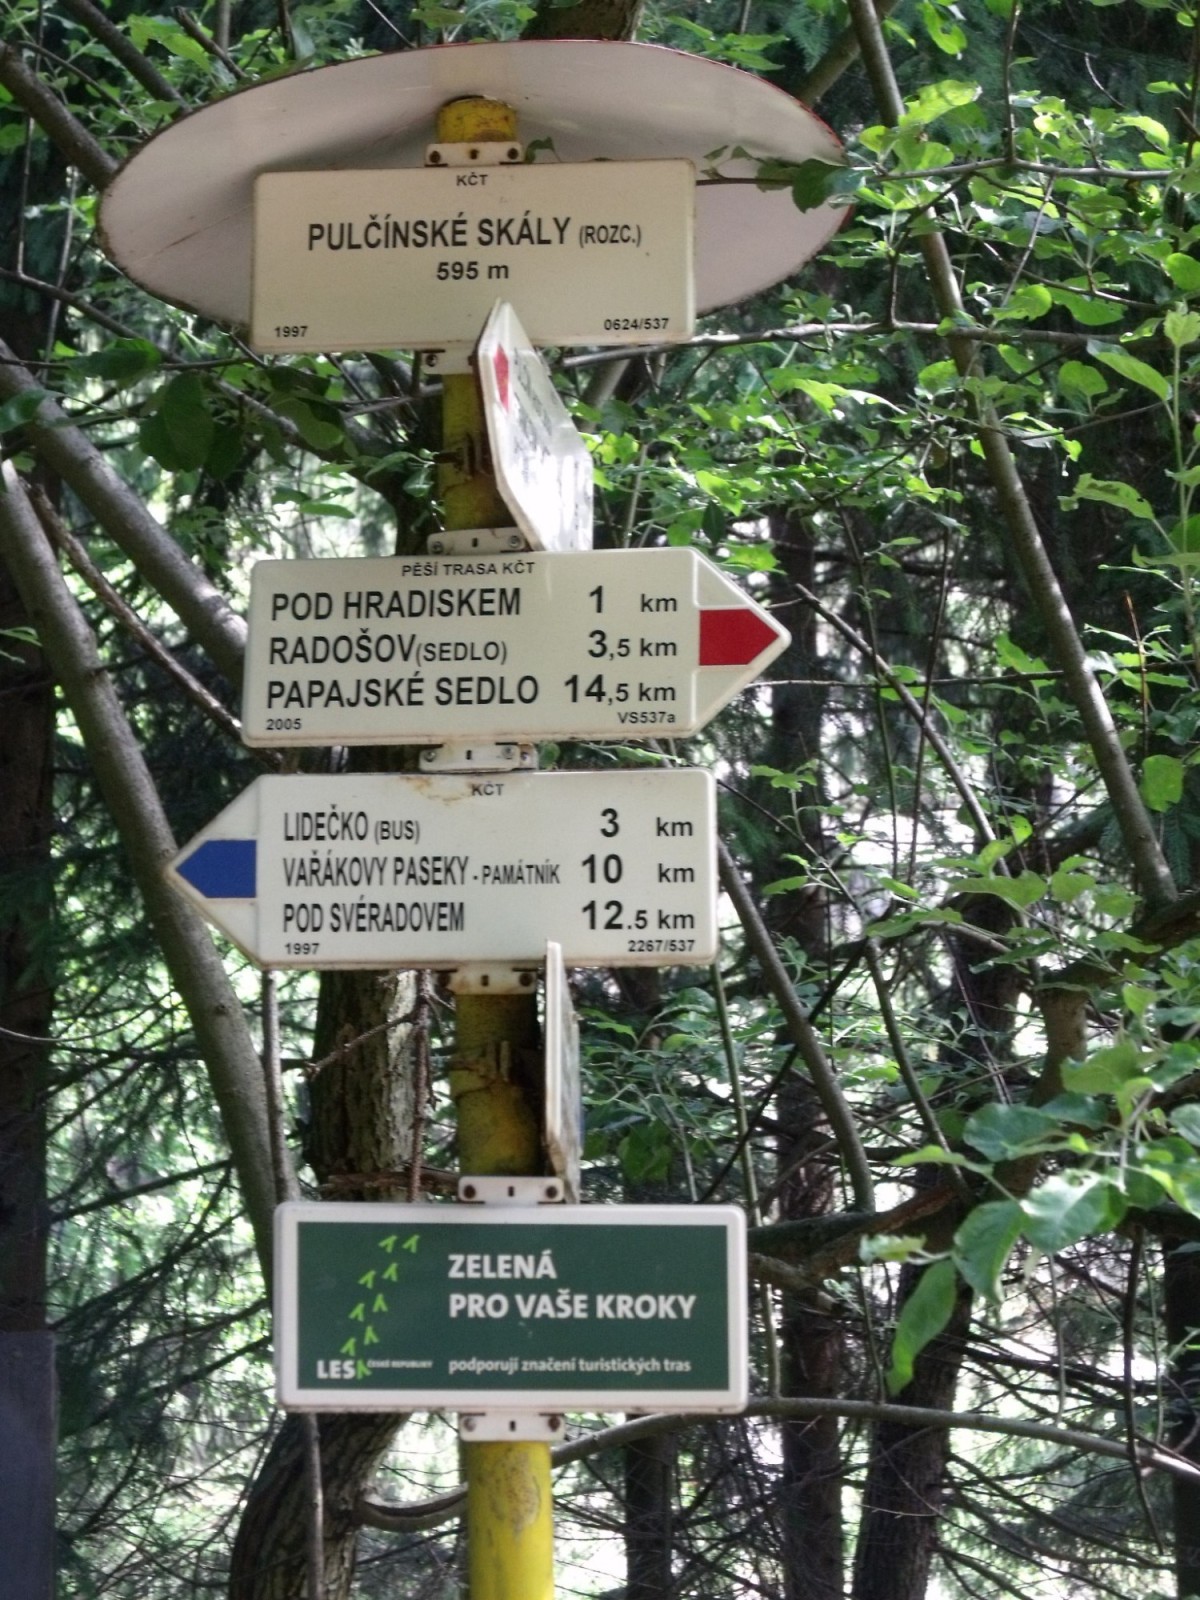 KČT
PULČÍNSKÉ SKÁLY (ROZC.)
595 m
1997 0624/537
PĚŠÍ TRASA KČT
POD HRADISKEM 1 km
RADOŠOV (SEDLO) 3,5 km
PAPAJSKÉ SEDLO 14,5 km
2005 VS537a
KČT
LIDEČKO (BUS) 3 km
VAŘÁKOVY PASEKY - PAMÁTNÍK 10 km
POD SVÉRADOVEM 12.5 km
1997 2267/537
ZELENÁ
PRO VAŠE KROKY
LESY ČESKÉ REPUBLIKY podporují značení turistických tras